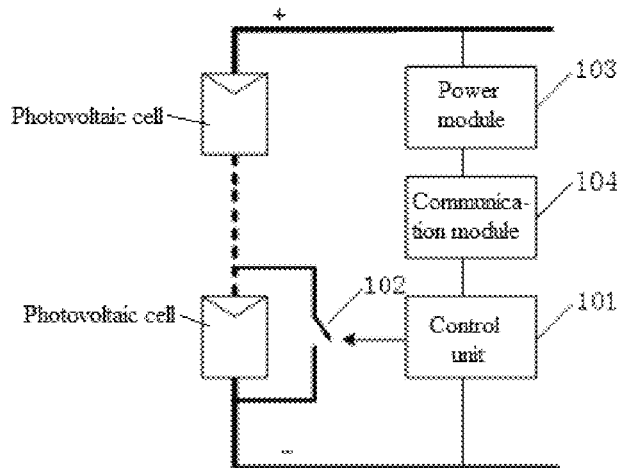 +
103
Power
module
Photovoltaic cell
104
Communica-
tion module
102
101
Photovoltaic cell
Control
unit
-